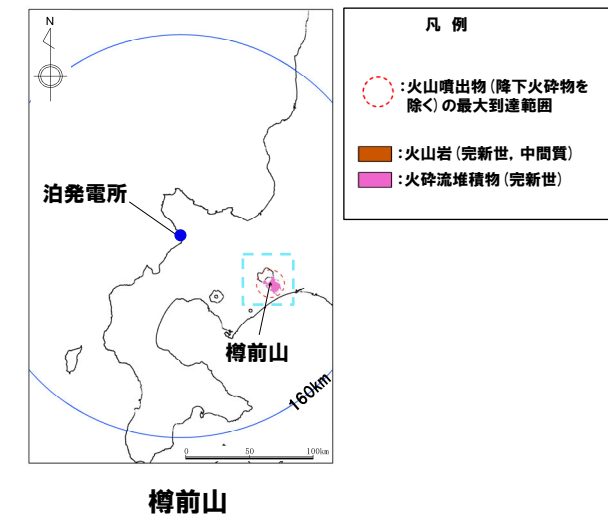 N
泊発電所
樽前山
160km
0 50 100km
樽前山
凡 例
:火山噴出物(降下火砕物を
除く)の最大到達範囲
:火山岩(完新世, 中間質)
:火砕流堆積物(完新世)